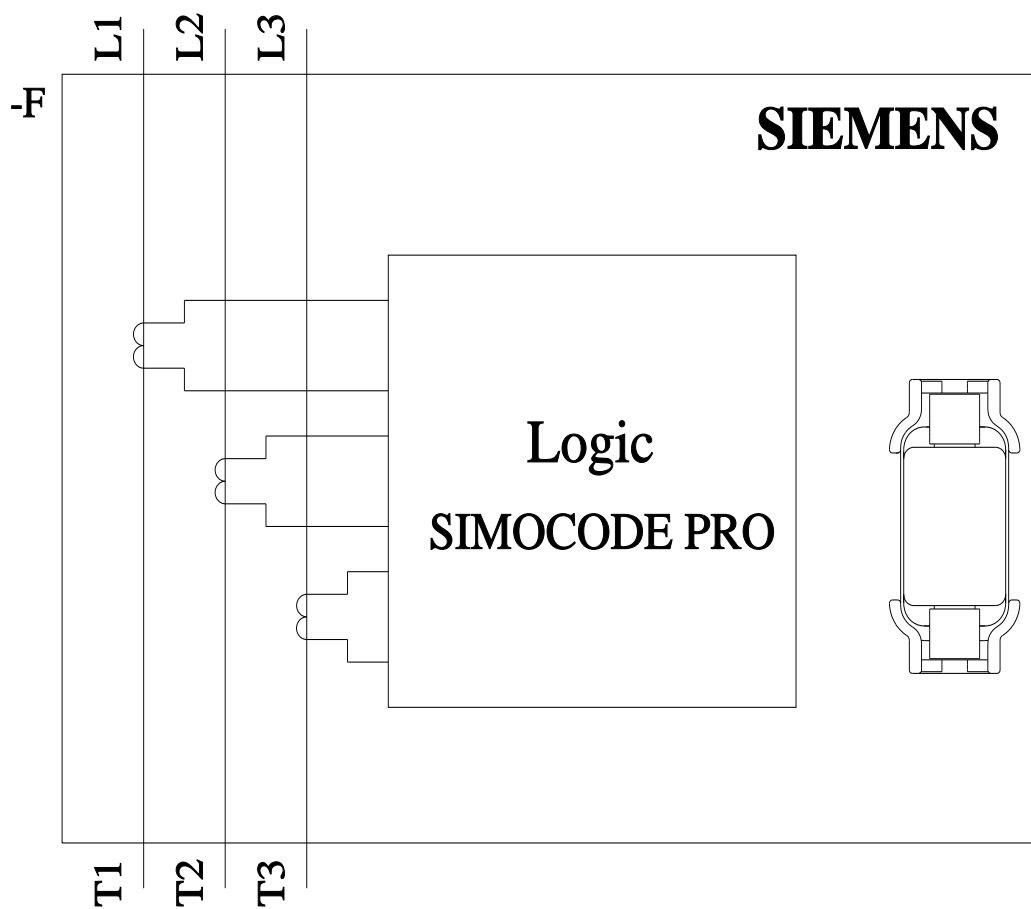 L1 L2 L3
-F
SIEMENS
Logic
SIMOCODE PRO
T1 T2 T3